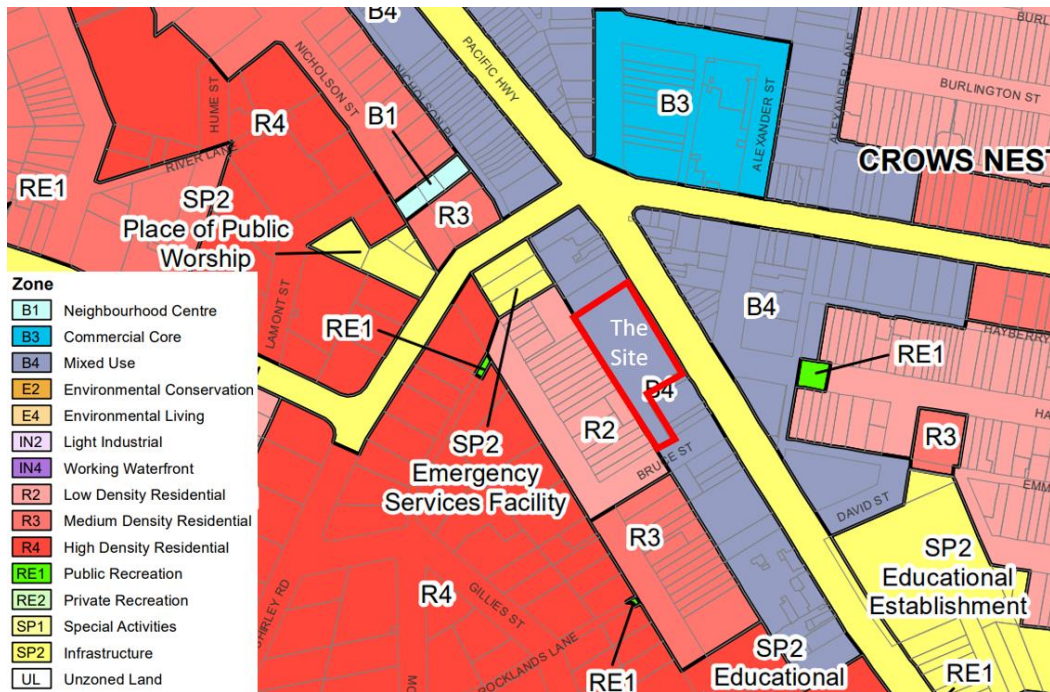 B4
PACIFIC HWY
NICHOLSON ST
NICHOLSON PL
HUME ST
R4
B1
B3
ALEXANDER ST
ALEXANDER LANE
BURLINGTON ST
CROWS NEST
RE1
RIVER LANE
SP2
Place of Public
Worship
R3
LAMONT ST
RE1
The
Site
B4
B4
RE1
HAYBERRY
R2
R3
SP2
Emergency
Services Facility
BRUCE ST
DAVID ST
EMM
SP2
Educational
Establishment
R3
R4
GILLIES ST
ROCKLANDS LANE
SHIRLEY RD
RE1
SP2
Educational
RE1
Zone
B1 Neighbourhood Centre
B3 Commercial Core
B4 Mixed Use
E2 Environmental Conservation
E4 Environmental Living
IN2 Light Industrial
IN4 Working Waterfront
R2 Low Density Residential
R3 Medium Density Residential
R4 High Density Residential
RE1 Public Recreation
RE2 Private Recreation
SP1 Special Activities
SP2 Infrastructure
UL Unzoned Land